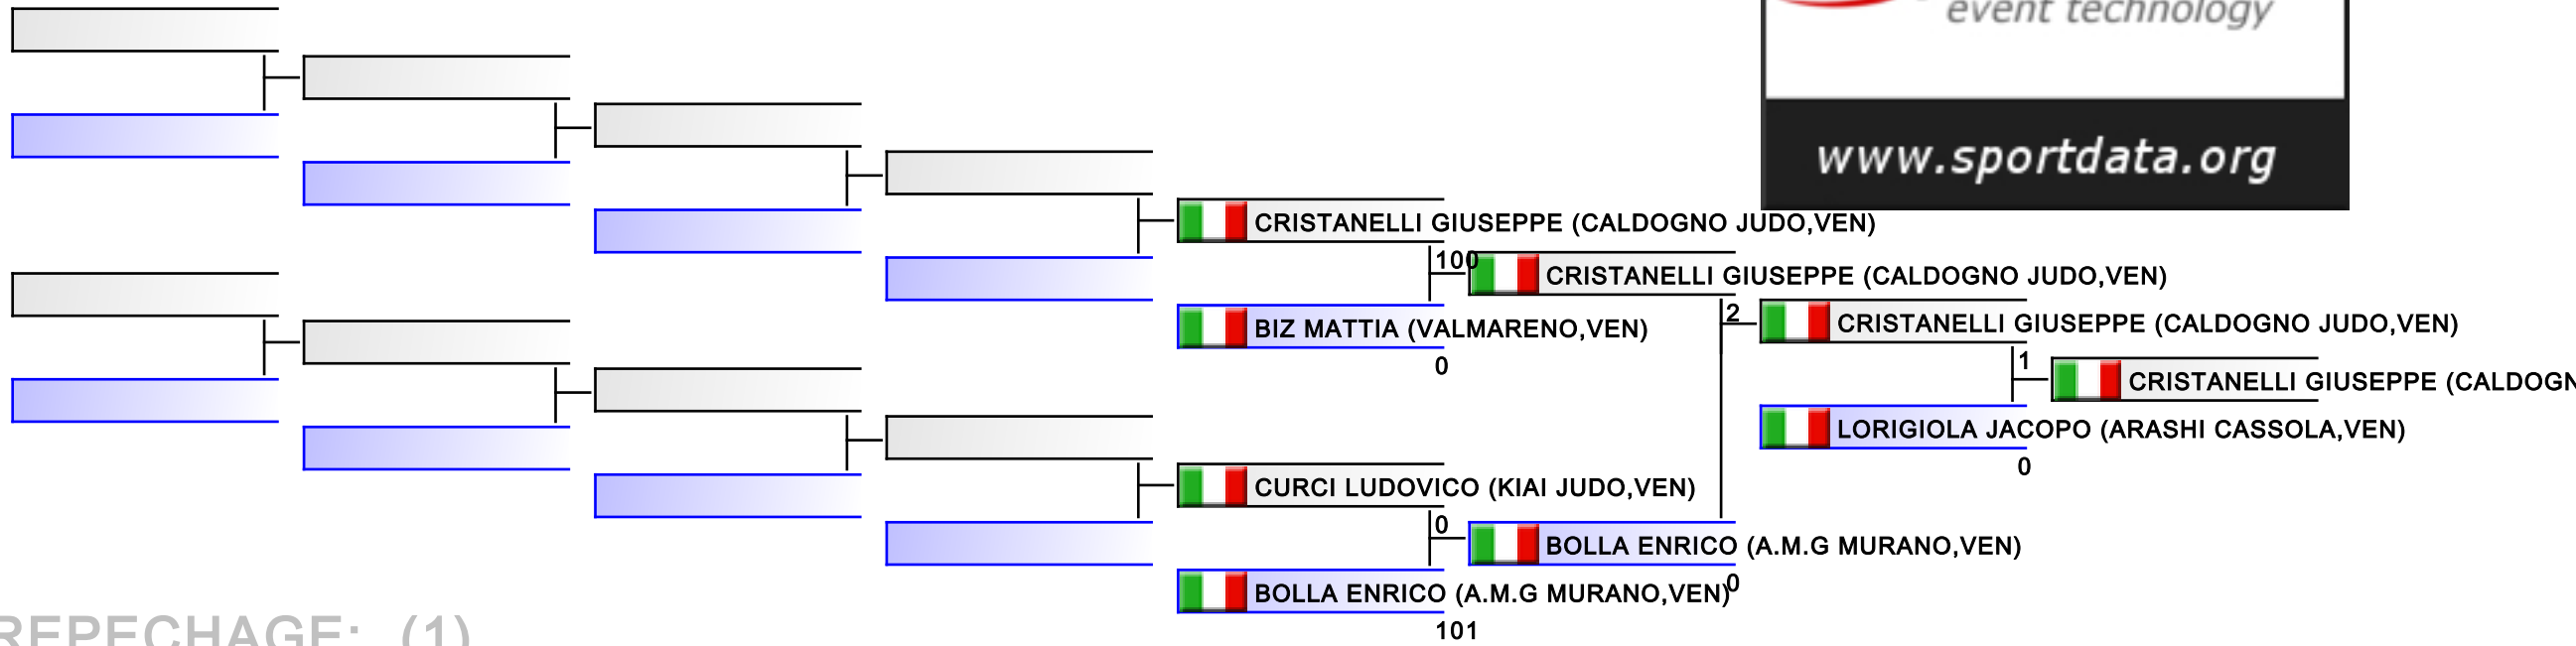 event technology
www.sportdata.org
CRISTANELLI GIUSEPPE (CALDOGNO JUDO,VEN)
100
CRISTANELLI GIUSEPPE (CALDOGNO JUDO,VEN)
BIZ MATTIA (VALMARENO,VEN)
0
2
CRISTANELLI GIUSEPPE (CALDOGNO JUDO,VEN)
1
CRISTANELLI GIUSEPPE (CALDOGN
LORIGIOLA JACOPO (ARASHI CASSOLA,VEN)
0
CURCI LUDOVICO (KIAI JUDO,VEN)
0
BOLLA ENRICO (A.M.G MURANO,VEN)
0
BOLLA ENRICO (A.M.G MURANO,VEN)
101
REPECHAGE: (1)